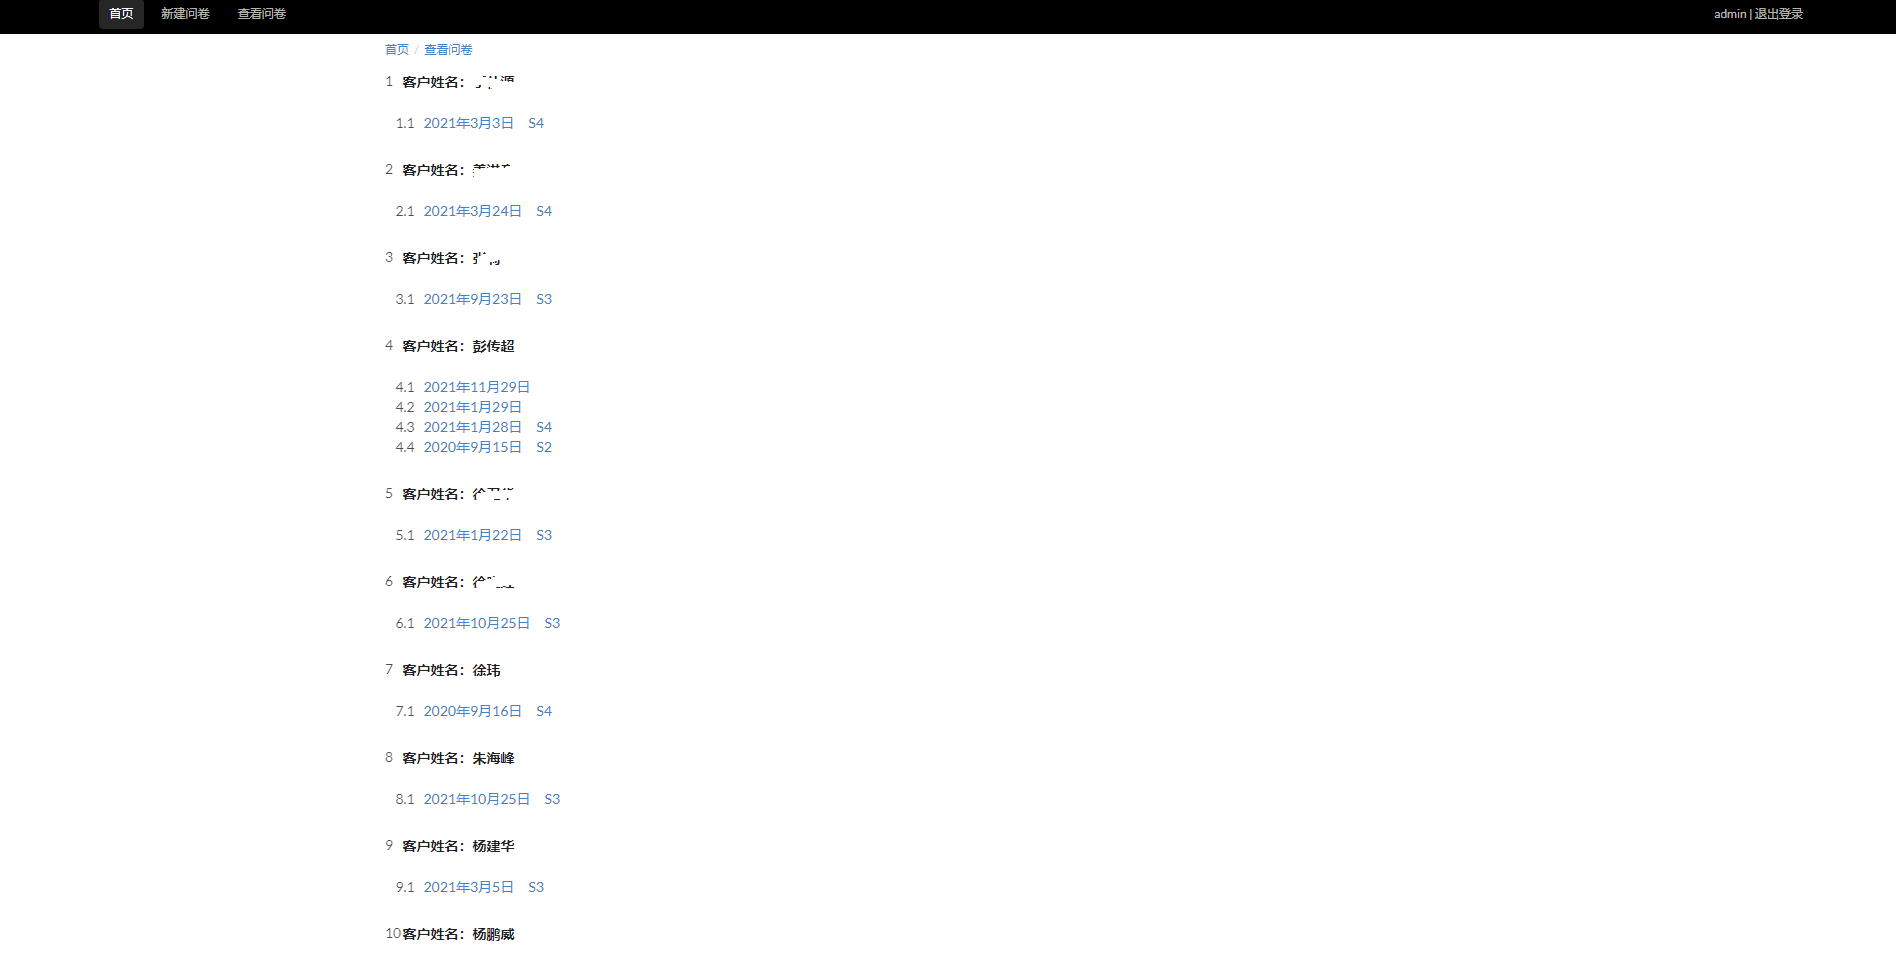 首页 新建问卷 查看问卷 admin | 退出登录
首页 / 查看问卷
1 客户姓名：
1.1 2021年3月3日 S4
2 客户姓名：
2.1 2021年3月24日 S4
3 客户姓名：张
3.1 2021年9月23日 S3
4 客户姓名：彭传超
4.1 2021年11月29日
4.2 2021年1月29日
4.3 2021年1月28日 S4
4.4 2020年9月15日 S2
5 客户姓名：徐
5.1 2021年1月22日 S3
6 客户姓名：徐
6.1 2021年10月25日 S3
7 客户姓名：徐玮
7.1 2020年9月16日 S4
8 客户姓名：朱海峰
8.1 2021年10月25日 S3
9 客户姓名：杨建华
9.1 2021年3月5日 S3
10 客户姓名：杨鹏威